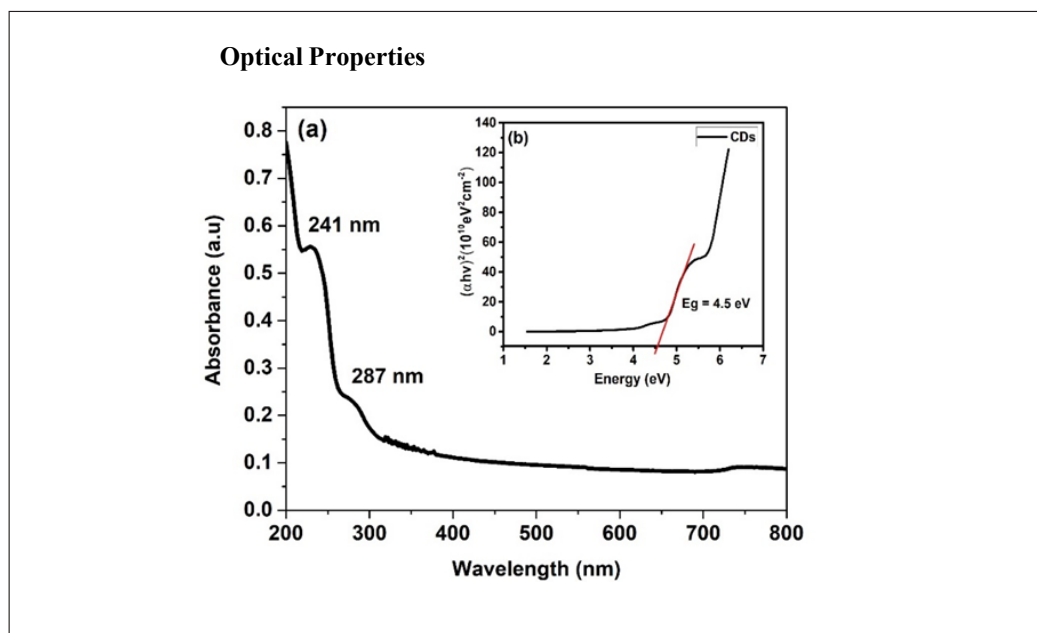 Optical Properties
(a)
241 nm
287 nm
Absorbance (a.u)
0.8
0.7
0.6
0.5
0.4
0.3
0.2
0.1
0.0
200 300 400 500 600 700 800
Wavelength (nm)
(b)
CDs
(αhν)²(10¹⁰eV²cm⁻²)
140
120
100
80
60
40
20
0
Eg = 4.5 eV
1 2 3 4 5 6 7
Energy (eV)